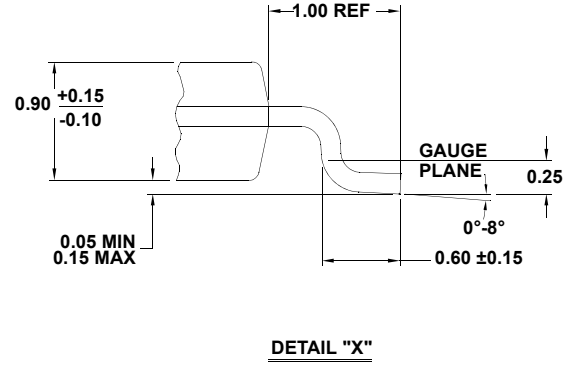 1.00 REF
0.90 +0.15
-0.10
GAUGE
PLANE
0.25
0°-8°
0.05 MIN
0.15 MAX
0.60 ±0.15
DETAIL "X"